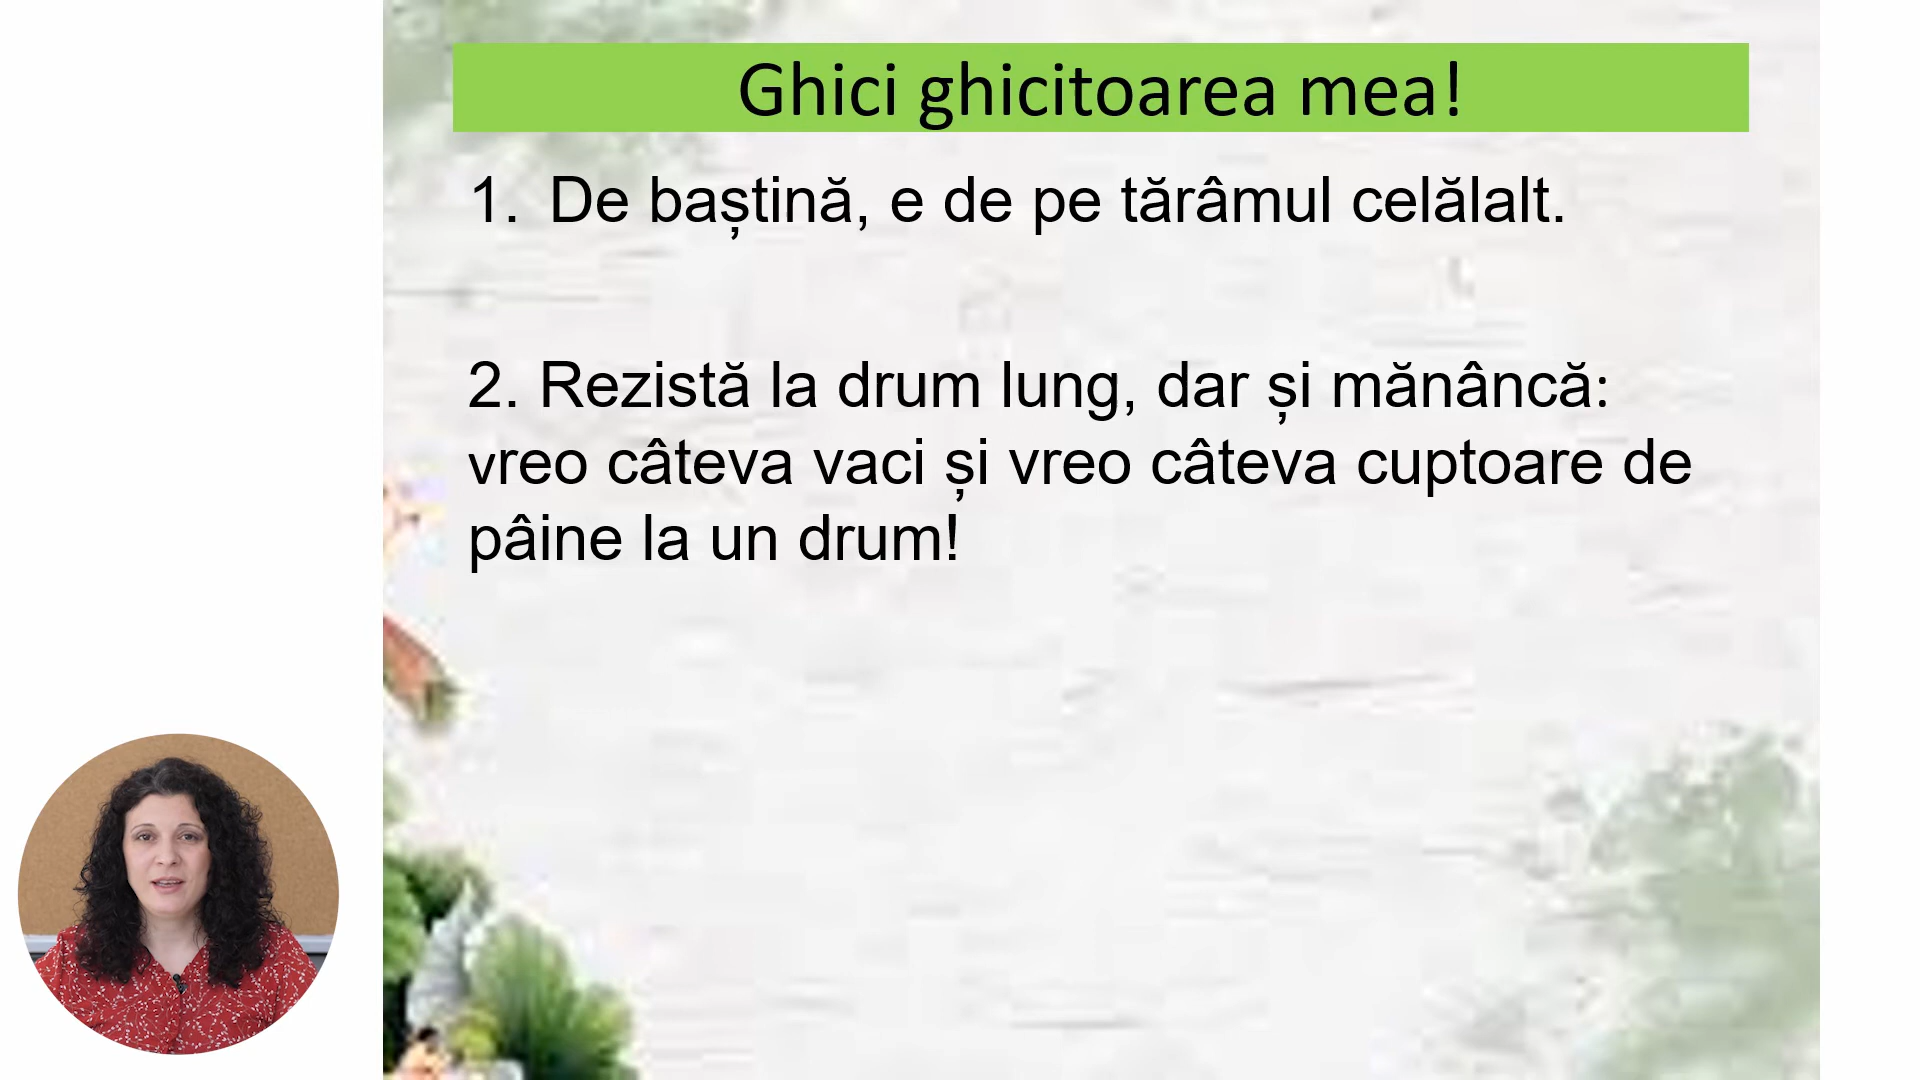 Ghici ghicitoarea mea!
1. De baștină, e de pe tărâmul celălalt.
2. Rezistă la drum lung, dar și mănâncă:
vreo câteva vaci și vreo câteva cuptoare de
pâine la un drum!